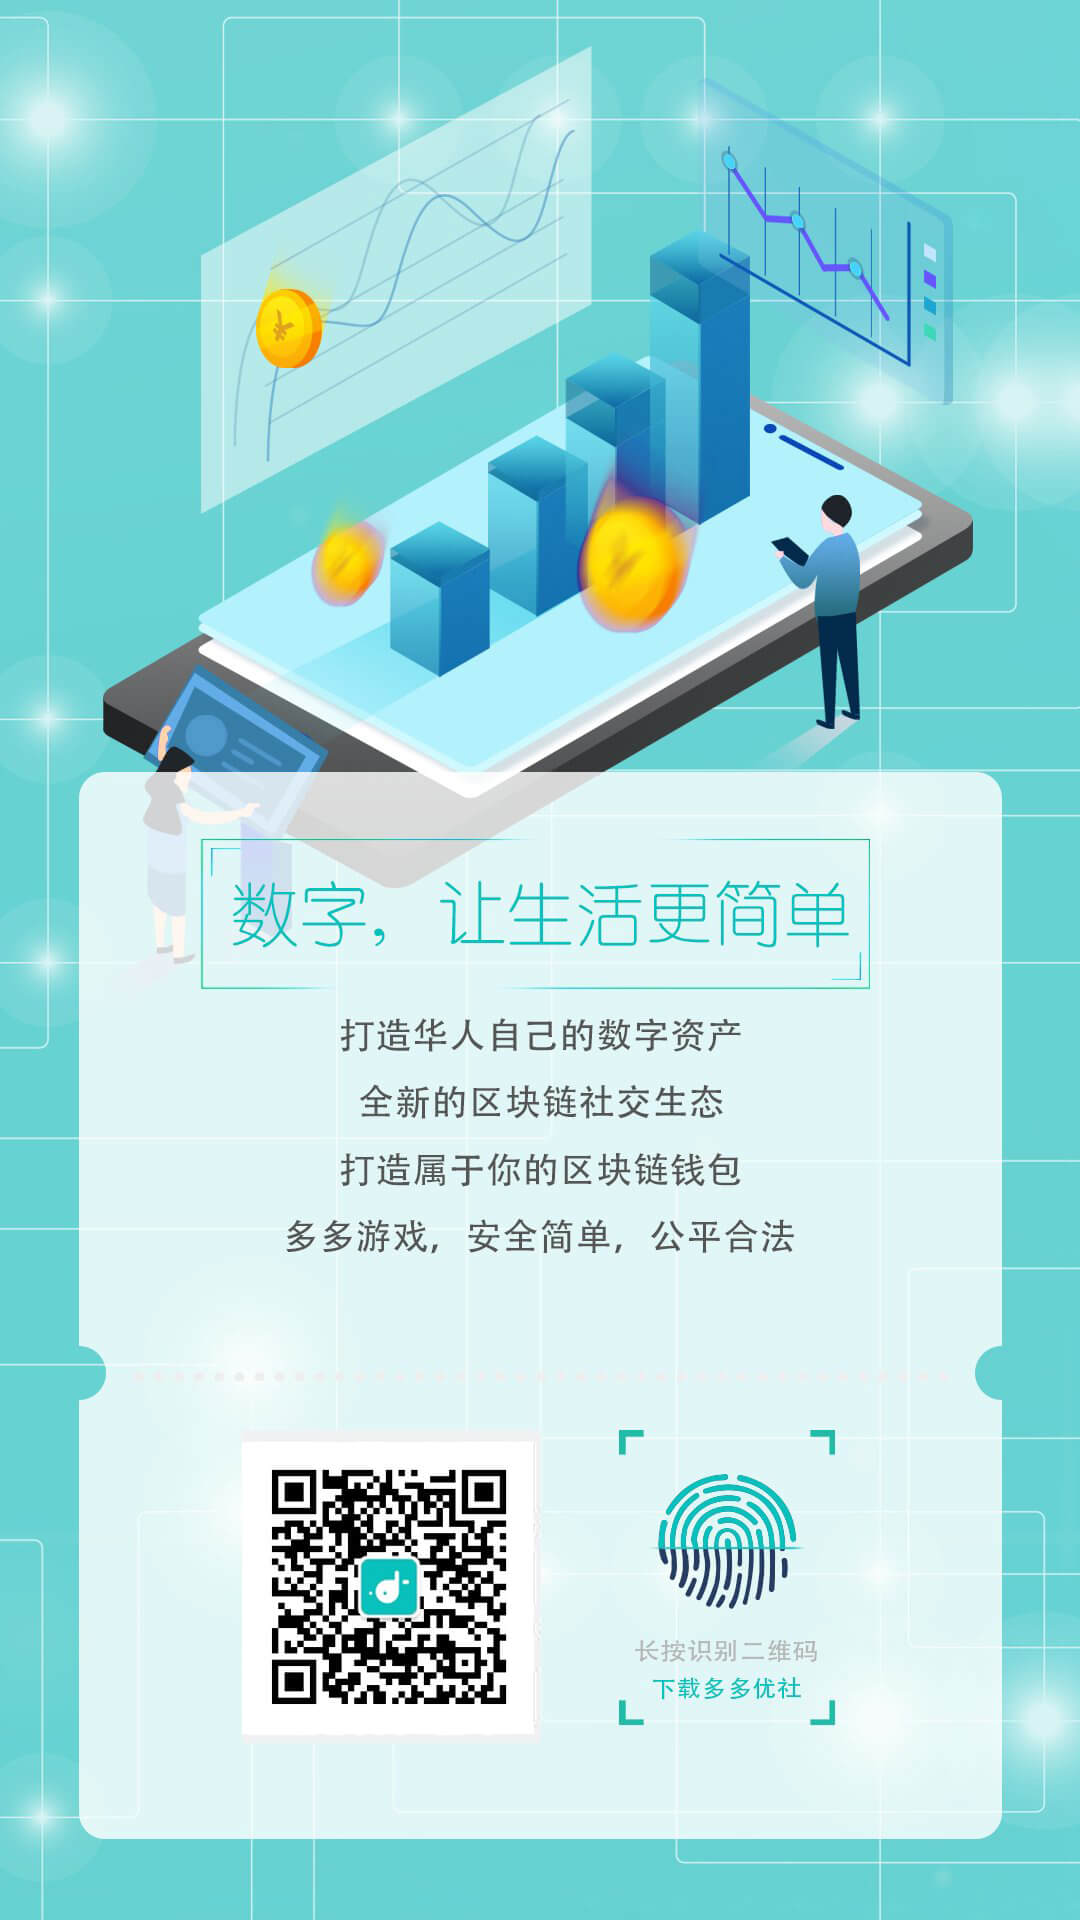 数字，让生活更简单
打造华人自己的数字资产
全新的区块链社交生态
打造属于你的区块链钱包
多多游戏，安全简单，公平合法
长按识别二维码
下载多多优社